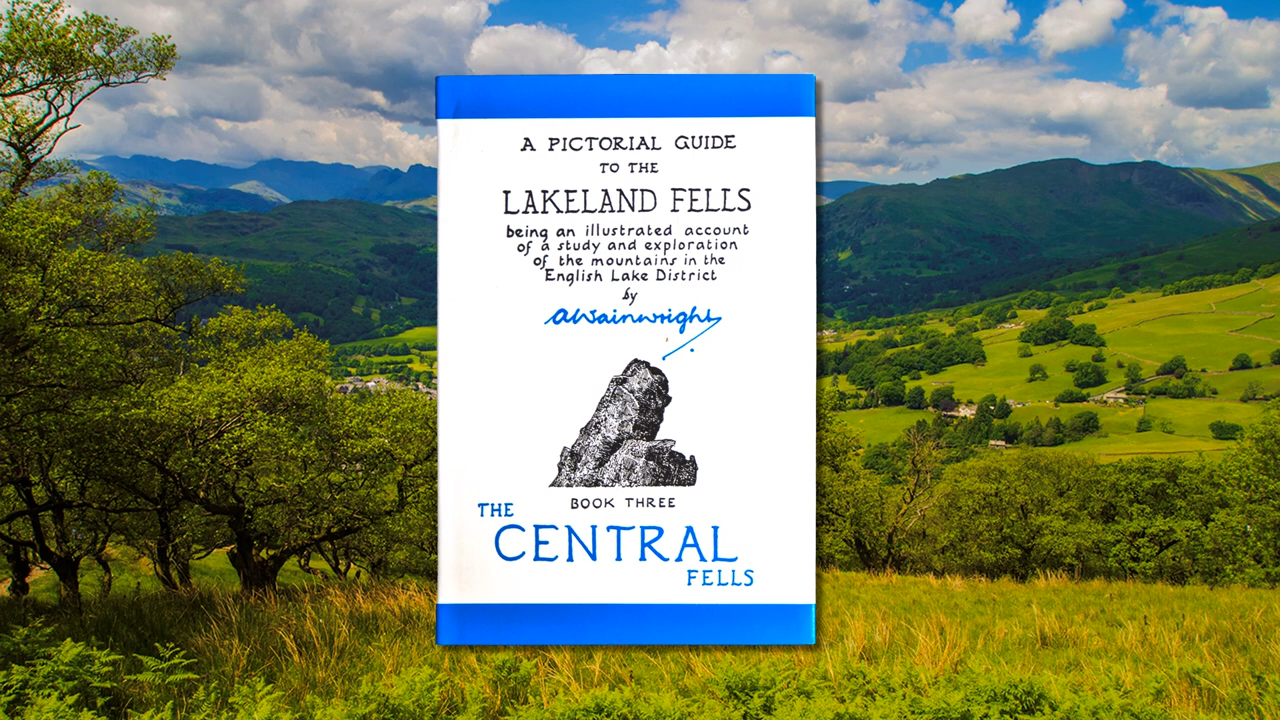 A PICTORIAL GUIDE
TO THE
LAKELAND FELLS
being an illustrated account
of a study and exploration
of the mountains in the
English Lake District
by
AWainwright
BOOK THREE
THE
CENTRAL
FELLS